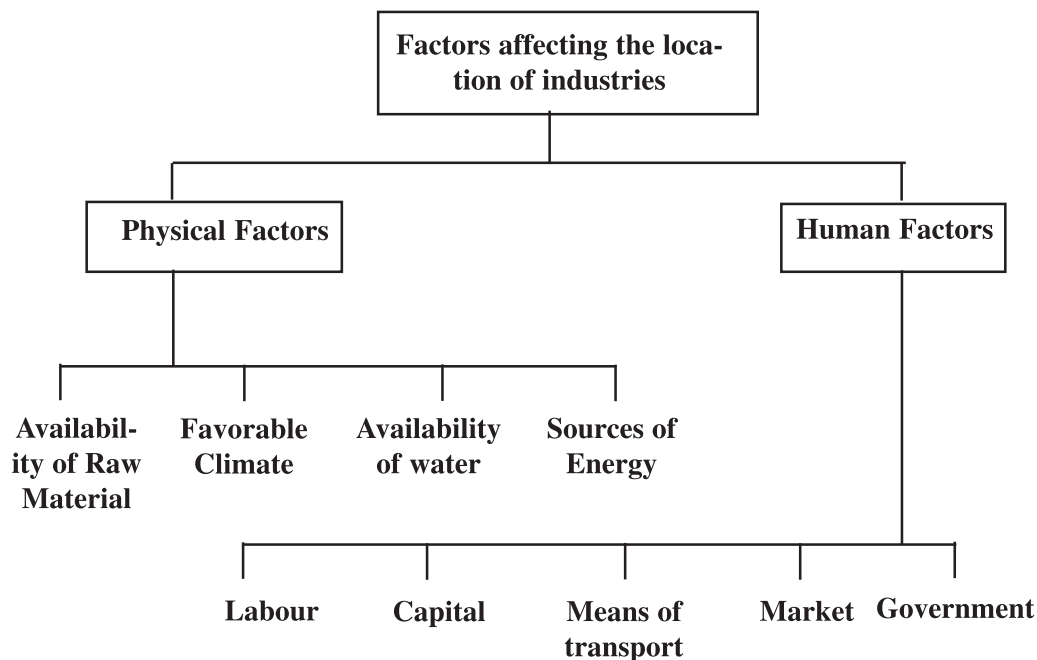 Factors affecting the loca-
tion of industries
Physical Factors
Human Factors
Availabil-
ity of Raw
Material
Favorable
Climate
Availability
of water
Sources of
Energy
Labour
Capital
Means of
transport
Market
Government